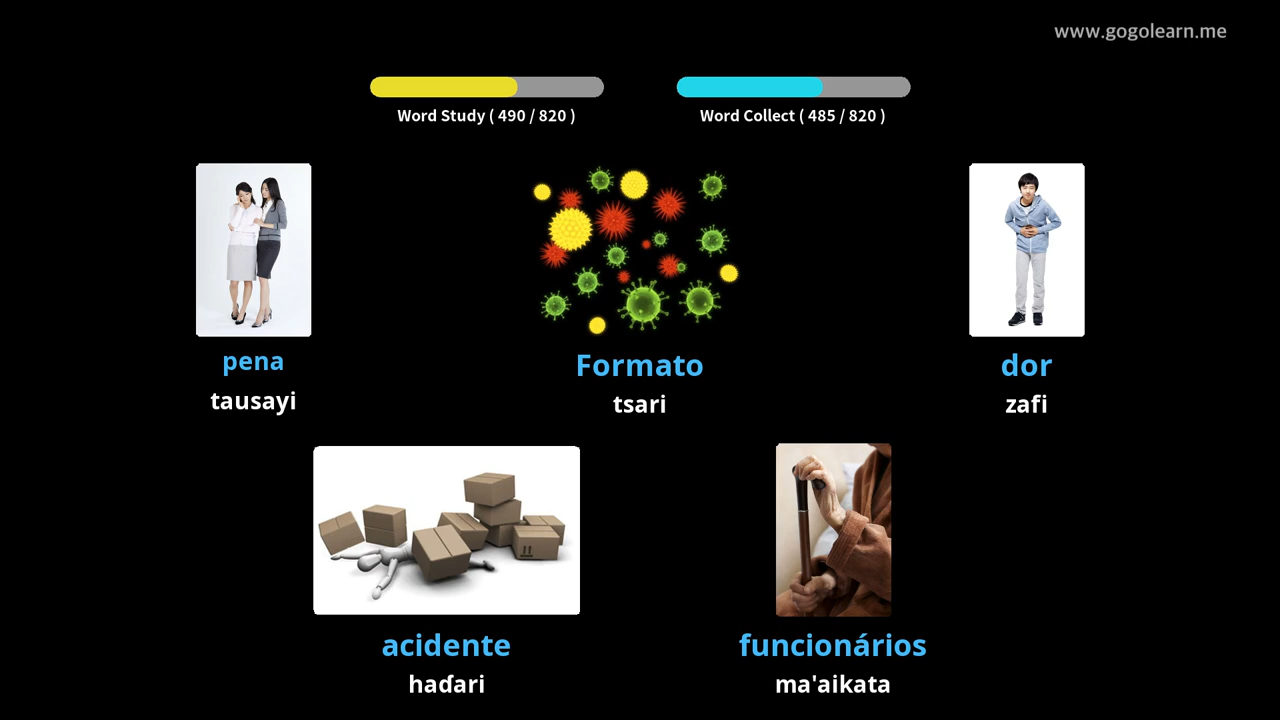 www.gogolearn.me
Word Study ( 490 / 820 )
Word Collect ( 485 / 820 )
pena
tausayi
Formato
tsari
dor
zafi
acidente
haɗari
funcionários
ma'aikata